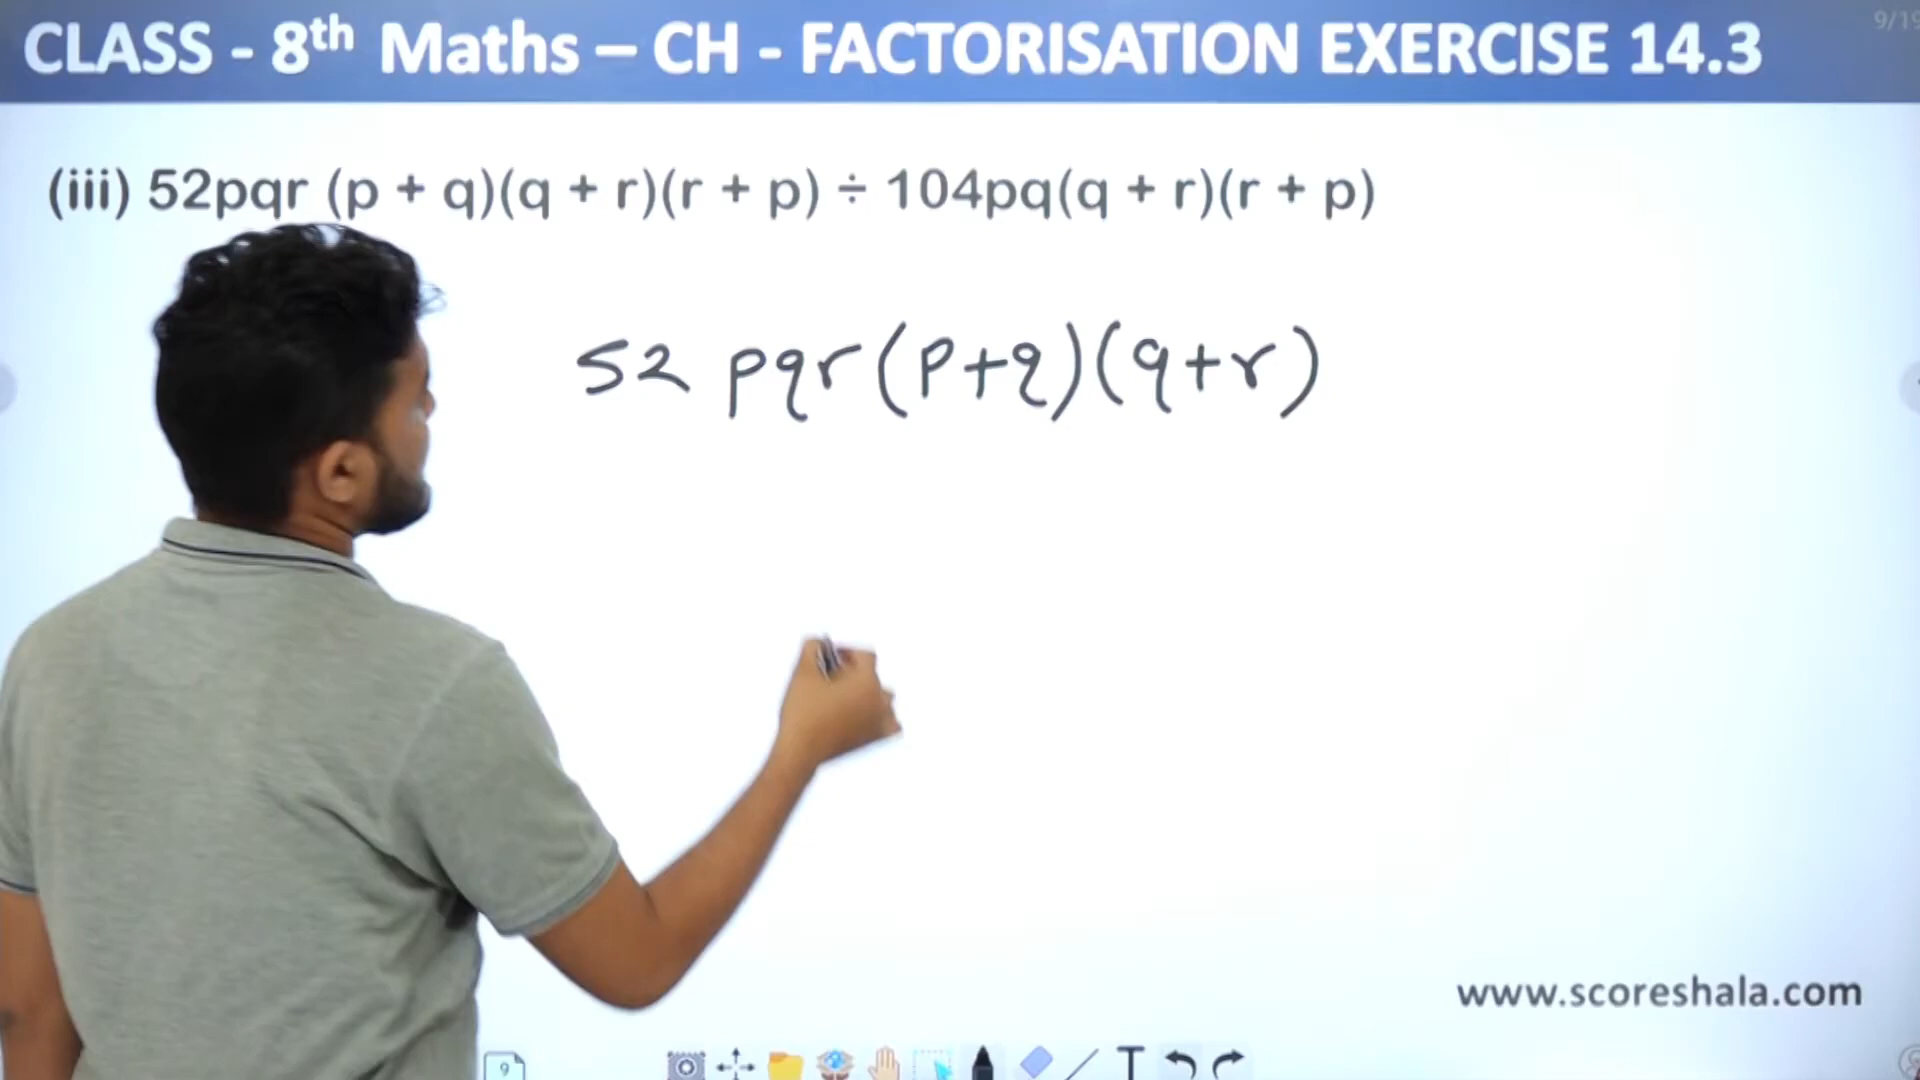 CLASS - 8th Maths – CH - FACTORISATION EXERCISE 14.3
9/19
(iii) 52pqr (p + q)(q + r)(r + p) ÷ 104pq(q + r)(r + p)
52 pqr(p+q)(q+r)
www.scoreshala.com
9
T